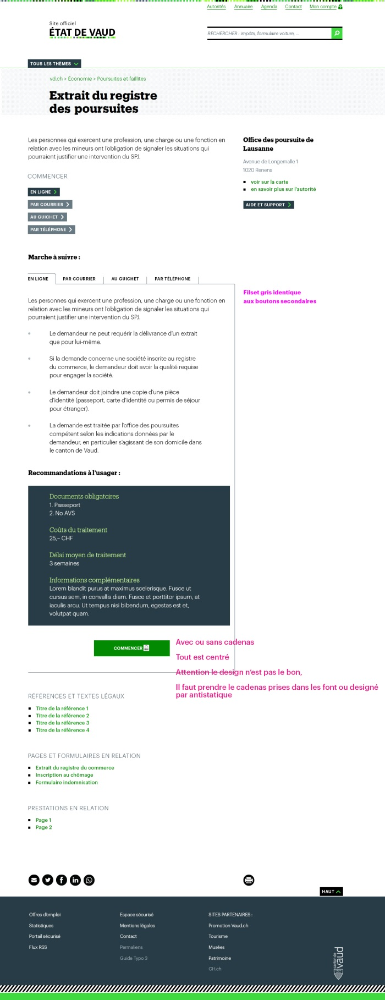 Autorités Annuaire Agenda Contact Mon compte
Site officiel
ÉTAT DE VAUD
RECHERCHER : impôts, formulaire voiture, ...
TOUS LES THÈMES
vd.ch > Économie > Poursuites et faillites
Extrait du registre
des poursuites
Les personnes qui exercent une profession, une charge ou une fonction en
relation avec les mineurs ont l'obligation de signaler les situations qui
pourraient justifier une intervention du SPJ.
COMMENCER
EN LIGNE
PAR COURRIER
AU GUICHET
PAR TÉLÉPHONE
Office des poursuite de
Lausanne
Avenue de Longemalle 1
1020 Renens
voir sur la carte
en savoir plus sur l'autorité
AIDE ET SUPPORT
Marche à suivre :
EN LIGNE PAR COURRIER AU GUICHET PAR TÉLÉPHONE
Filset gris identique
aux boutons secondaires
Les personnes qui exercent une profession, une charge ou une fonction en
relation avec les mineurs ont l'obligation de signaler les situations qui
pourraient justifier une intervention du SPJ.
Le demandeur ne peut requérir la délivrance d'un extrait
que pour lui-même.
Si la demande concerne une société inscrite au registre
du commerce, le demandeur doit avoir la qualité requise
pour engager la société.
Le demandeur doit joindre une copie d'une pièce
d'identité (passeport, carte d'identité ou permis de séjour
pour étranger).
La demande est traitée par l'office des poursuites
compétent selon les indications données par le
demandeur, en particulier s'agissant de son domicile dans
le canton de Vaud.
Recommandations à l'usager :
Documents obligatoires
1. Passeport
2. No AVS
Coûts du traitement
25,– CHF
Délai moyen de traitement
3 semaines
Informations complémentaires
Lorem blandit purus at maximus scelerisque. Fusce ut
cursus sem, in convallis diam. Fusce et porttitor ipsum, at
iaculis arcu. Ut tempus nisi bibendum, egestas est et,
volutpat quam.
COMMENCER
Avec ou sans cadenas
Tout est centré
Attention le design n'est pas le bon,
Il faut prendre le cadenas prises dans les font ou designé
par antistatique
RÉFÉRENCES ET TEXTES LÉGAUX
Titre de la référence 1
Titre de la référence 2
Titre de la référence 3
Titre de la référence 4
PAGES ET FORMULAIRES EN RELATION
Extrait du registre du commerce
Inscription au chômage
Formulaire indemnisation
PRESTATIONS EN RELATION
Page 1
Page 2
HAUT
Offres d'emploi
Statistiques
Portail sécurisé
Flux RSS
Espace sécurisé
Mentions légales
Contact
Permaliens
Guide Typo 3
SITES PARTENAIRES :
Promotion Vaud.ch
Tourisme
Musées
Patrimoine
CH.ch
canton de
vaud